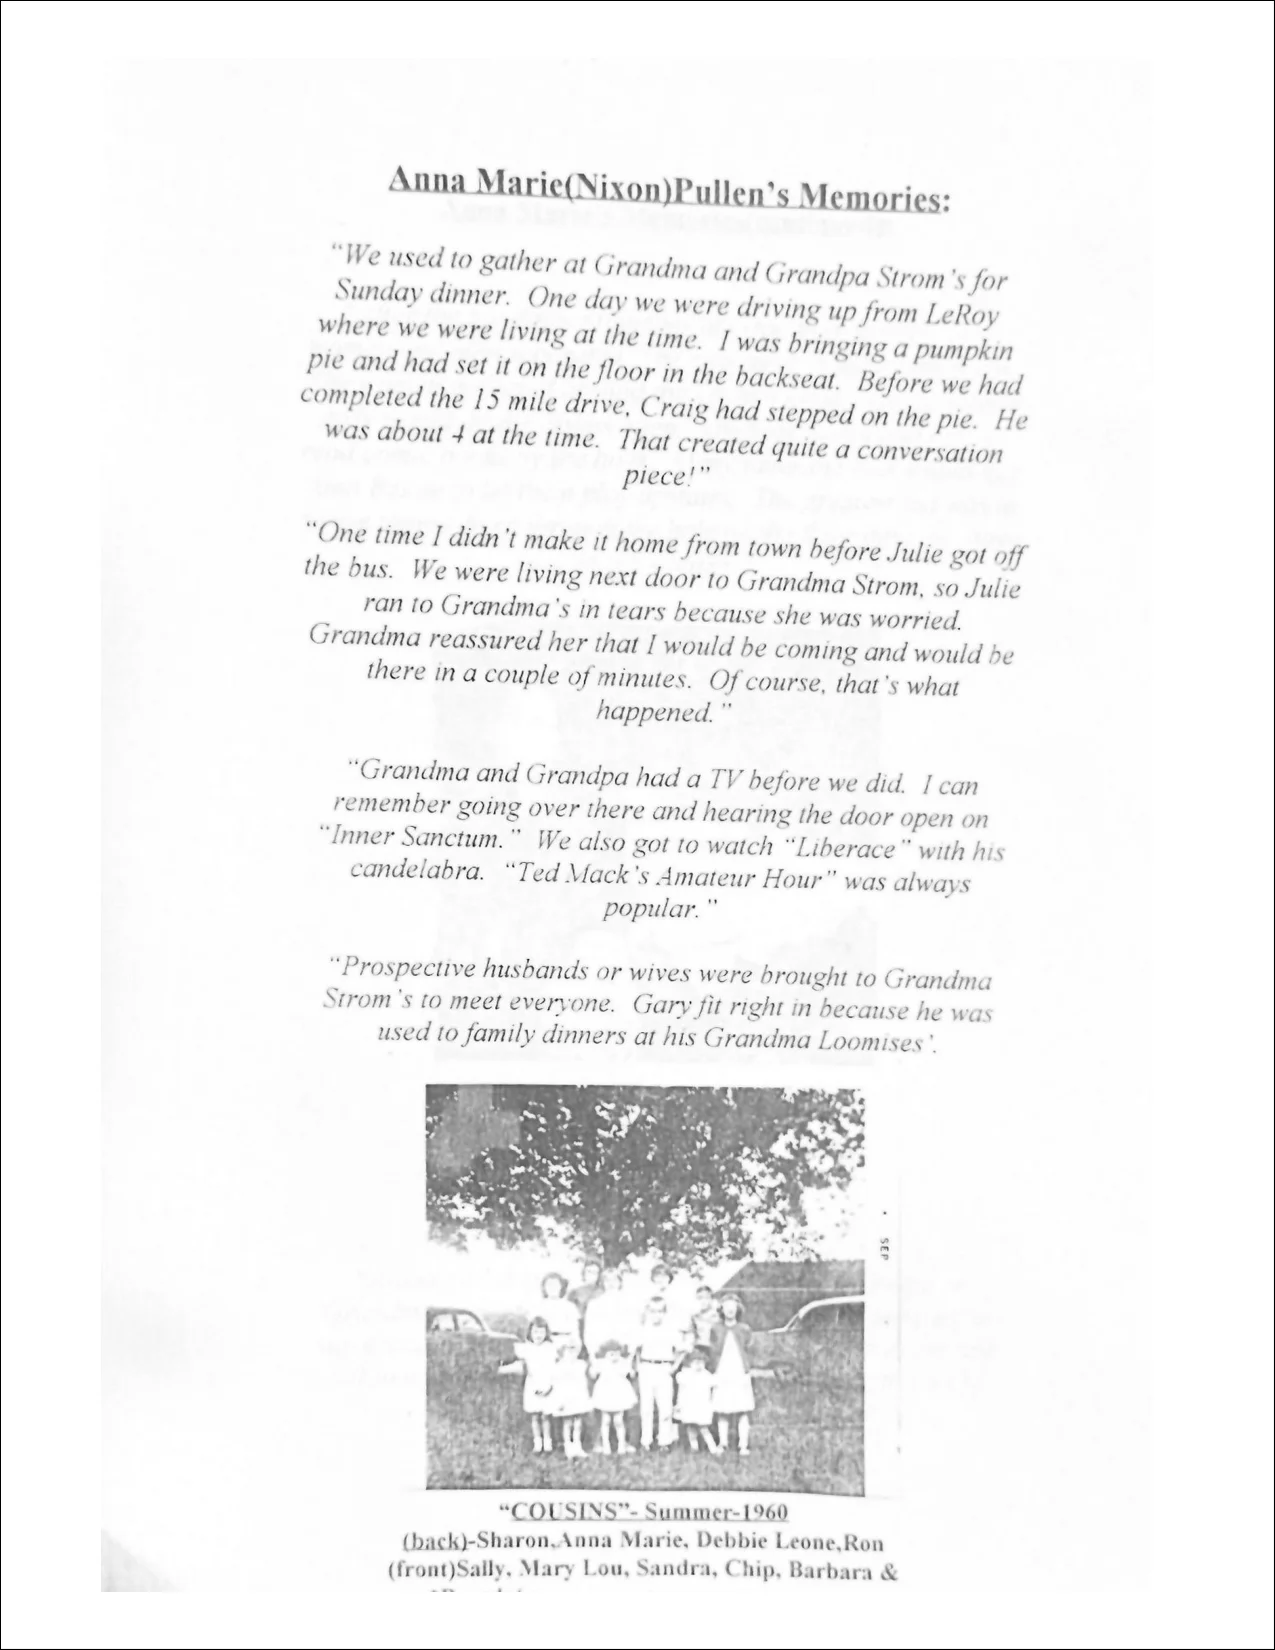 Anna Marie(Nixon)Pullen's Memories:
"We used to gather at Grandma and Grandpa Strom's for
Sunday dinner.  One day we were driving up from LeRoy
where we were living at the time.  I was bringing a pumpkin
pie and had set it on the floor in the backseat.  Before we had
completed the 15 mile drive, Craig had stepped on the pie.  He
was about 4 at the time.  That created quite a conversation
piece!"
"One time I didn't make it home from town before Julie got off
the bus.  We were living next door to Grandma Strom, so Julie
ran to Grandma's in tears because she was worried.
Grandma reassured her that I would be coming and would be
there in a couple of minutes.  Of course, that's what
happened."
"Grandma and Grandpa had a TV before we did.  I can
remember going over there and hearing the door open on
"Inner Sanctum."  We also got to watch "Liberace" with his
candelabra.  "Ted Mack's Amateur Hour" was always
popular."
"Prospective husbands or wives were brought to Grandma
Strom's to meet everyone.  Gary fit right in because he was
used to family dinners at his Grandma Loomises'.
SEP
"COUSINS"- Summer-1960
(back)-Sharon,Anna Marie, Debbie Leone,Ron
(front)Sally, Mary Lou, Sandra, Chip, Barbara &